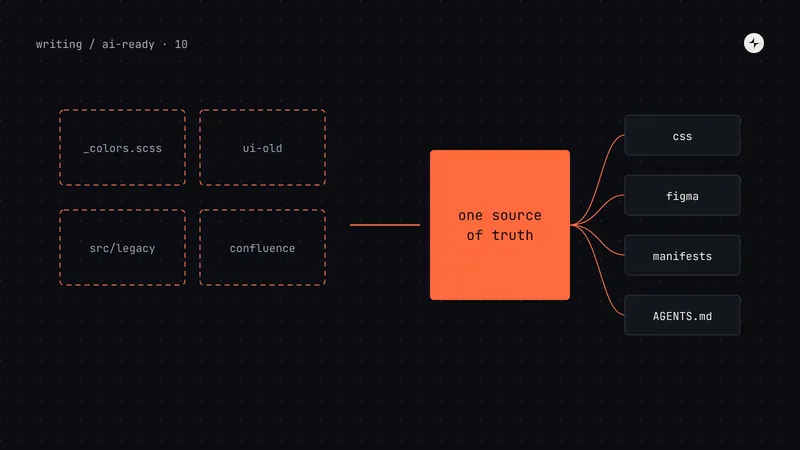 writing / ai-ready · 10
_colors.scss
ui-old
src/legacy
confluence
one source
of truth
css
figma
manifests
AGENTS.md